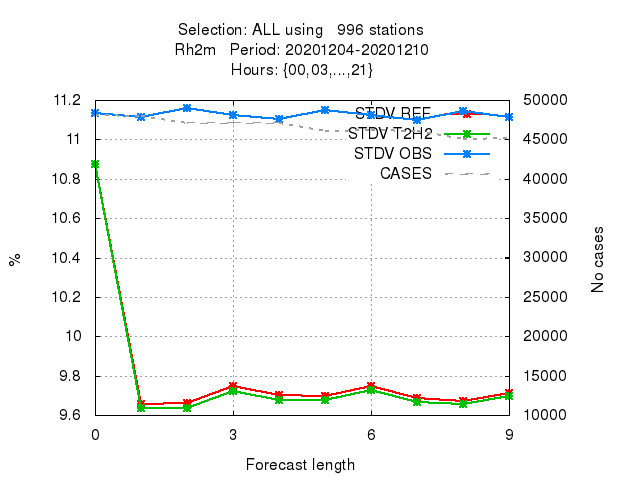 Selection: ALL using   996 stations
Rh2m   Period: 20201204-20201210
Hours: {00,03,...,21}
11.2
11
10.8
10.6
10.4
10.2
10
9.8
9.6
%
50000
45000
40000
35000
30000
25000
20000
15000
10000
No cases
STDV REF
STDV T2H2
STDV OBS
CASES
0
3
6
9
Forecast length